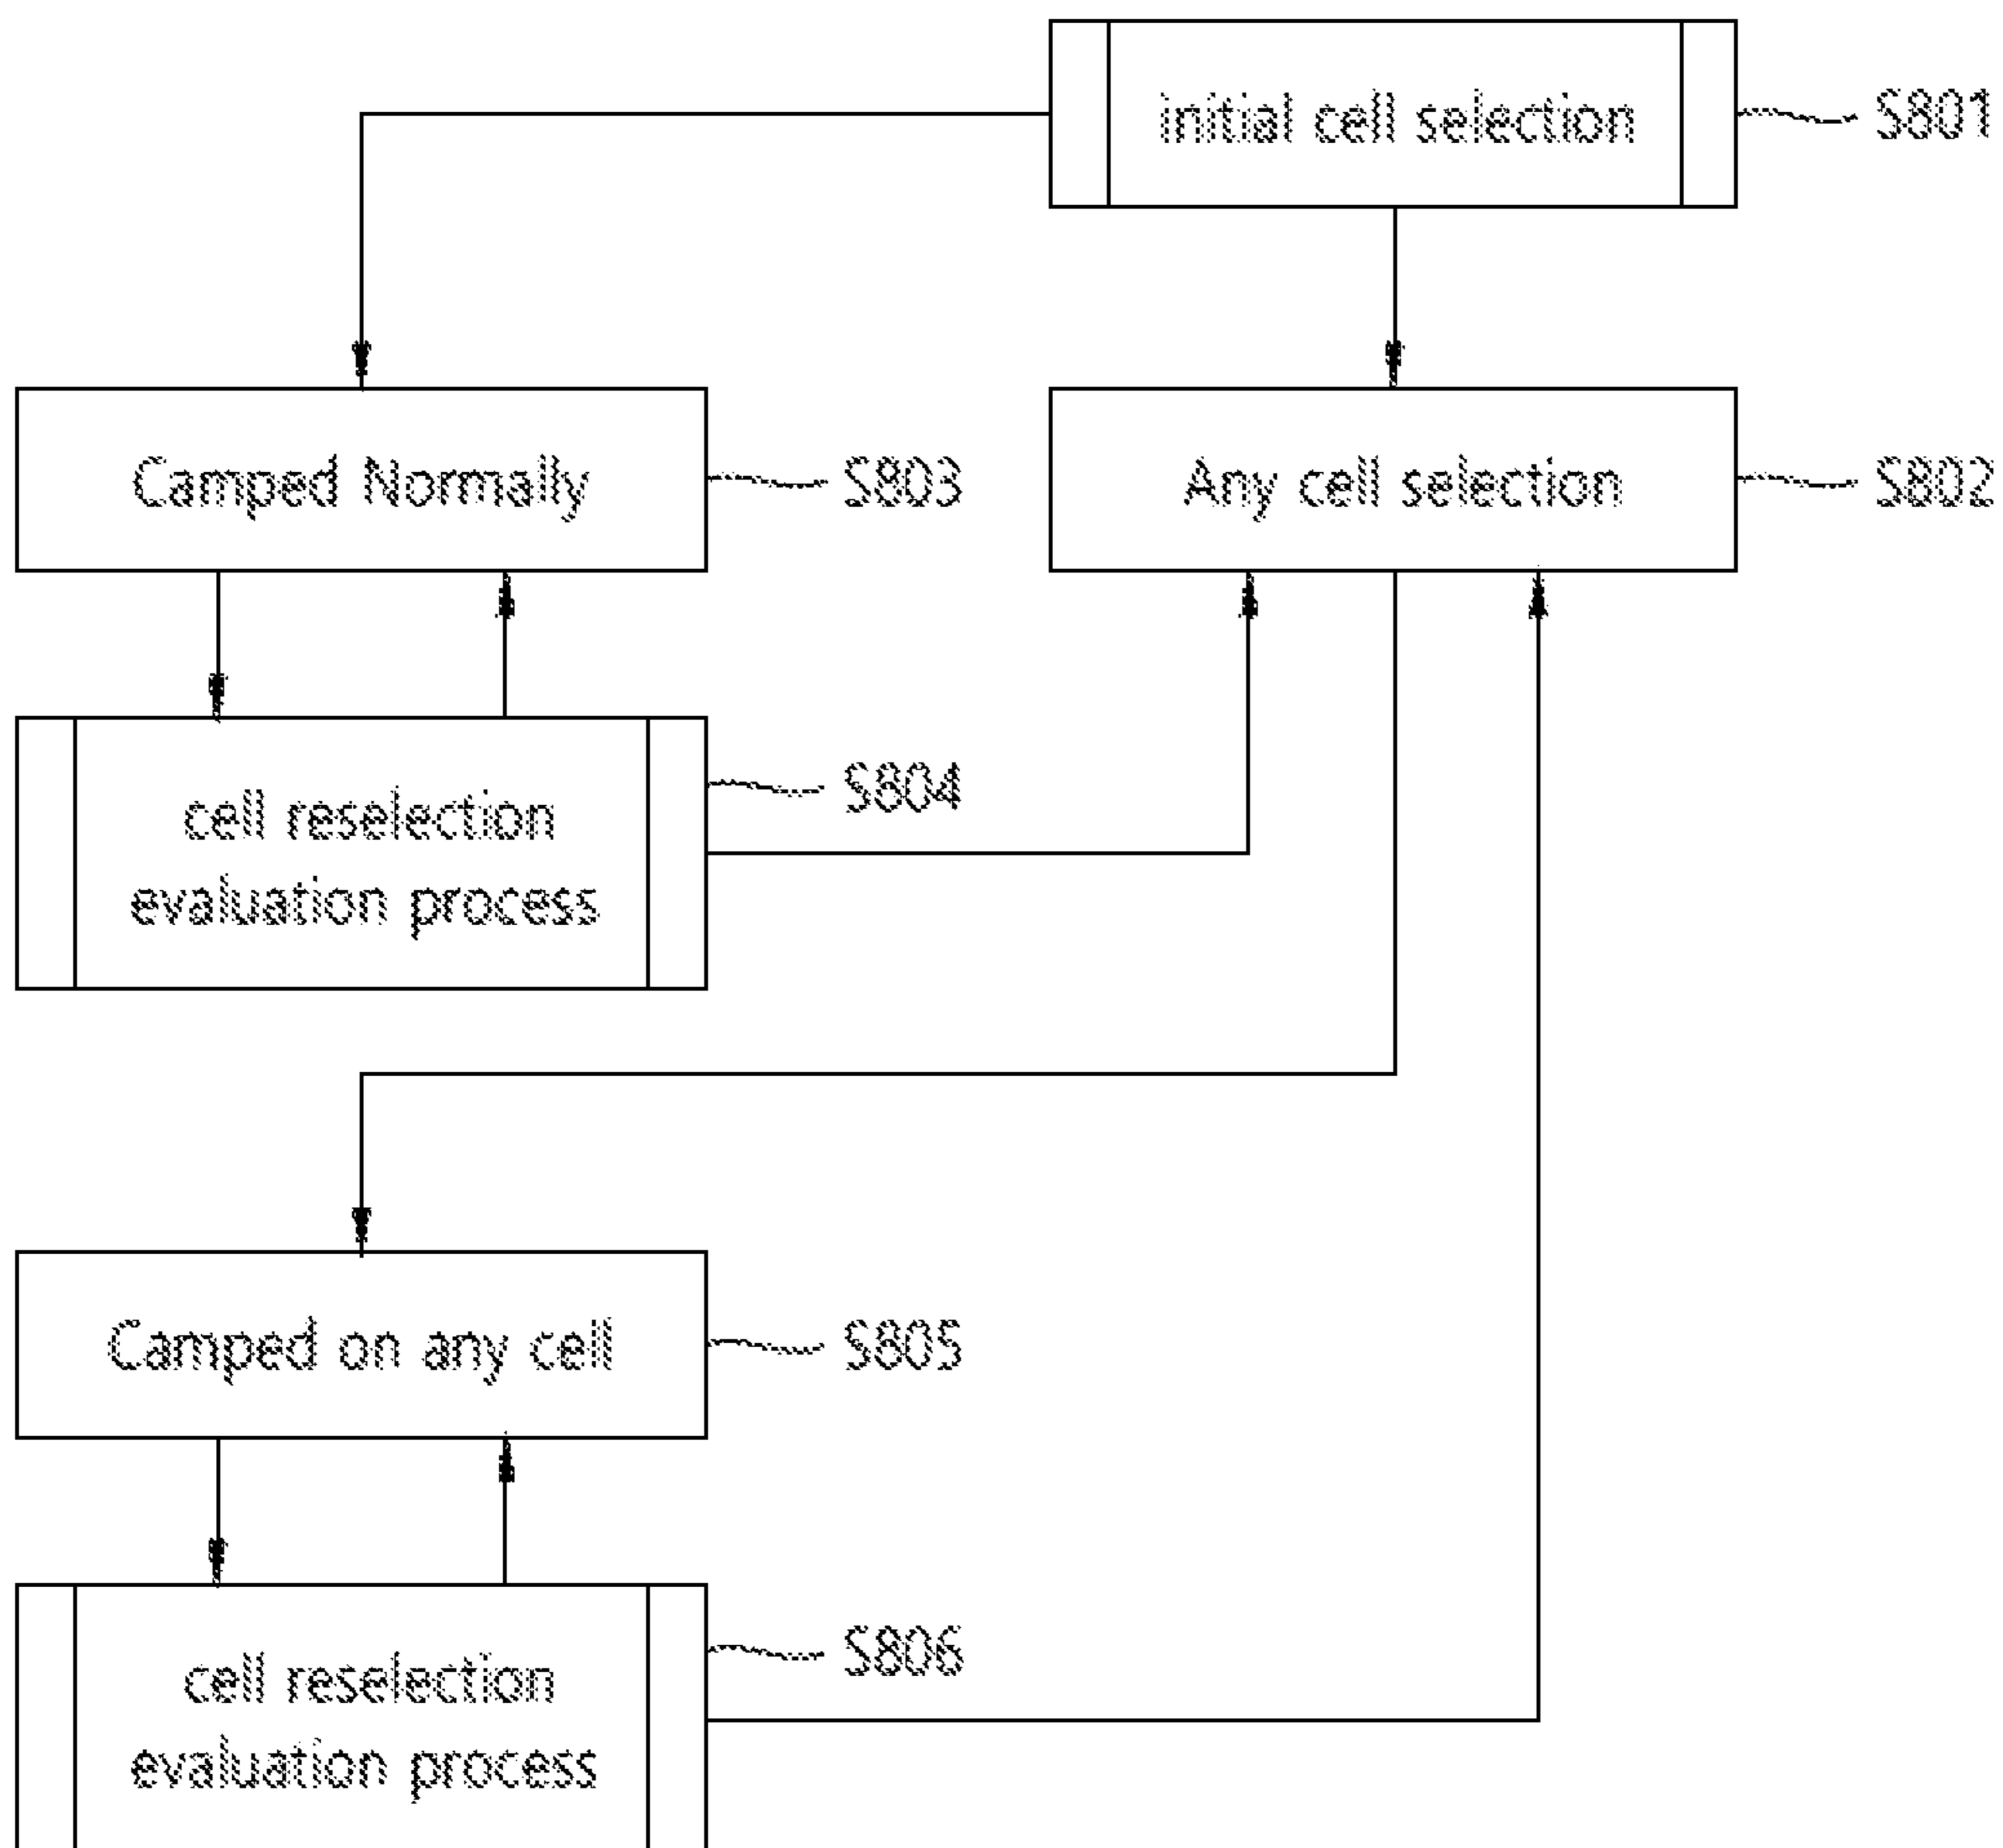 initial cell selection
S801
Camped Normally
S803
Any cell selection
S802
cell reselection
evaluation process
S804
Camped on any cell
S805
cell reselection
evaluation process
S806